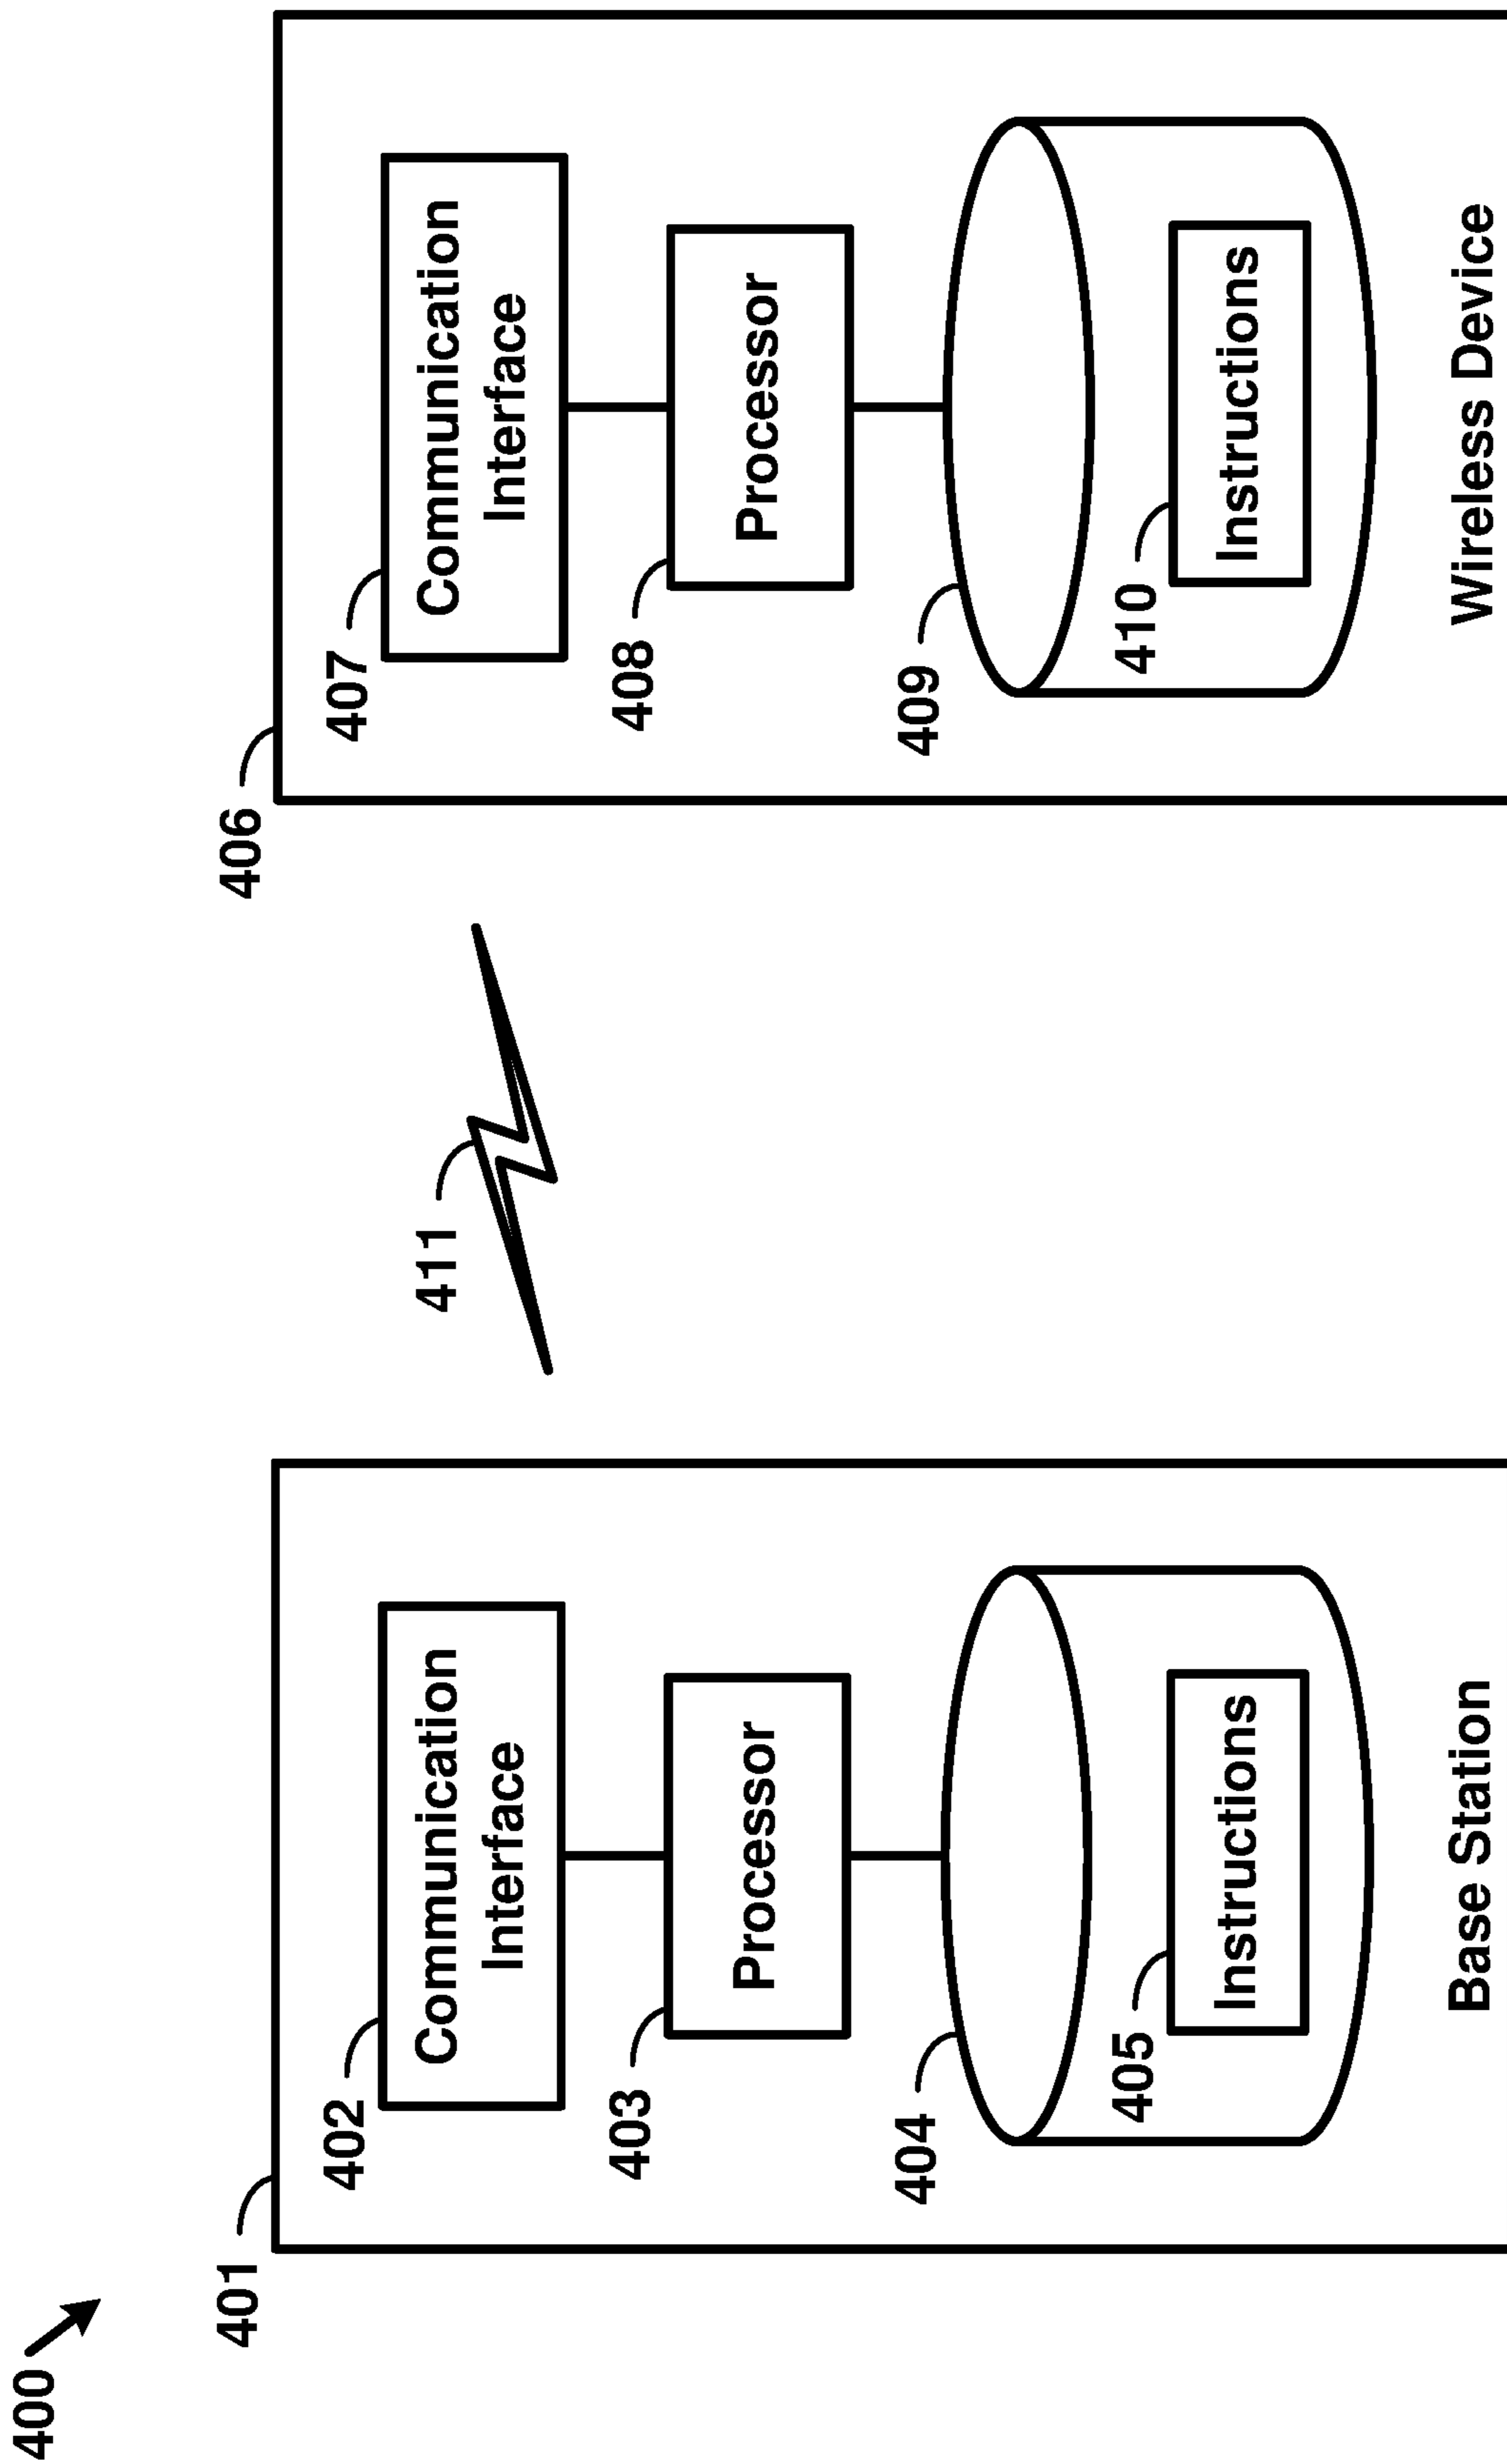 400
401
402
Communication
Interface
403
Processor
404
405
Instructions
Base Station
411
406
407
Communication
Interface
408
Processor
409
410
Instructions
Wireless Device